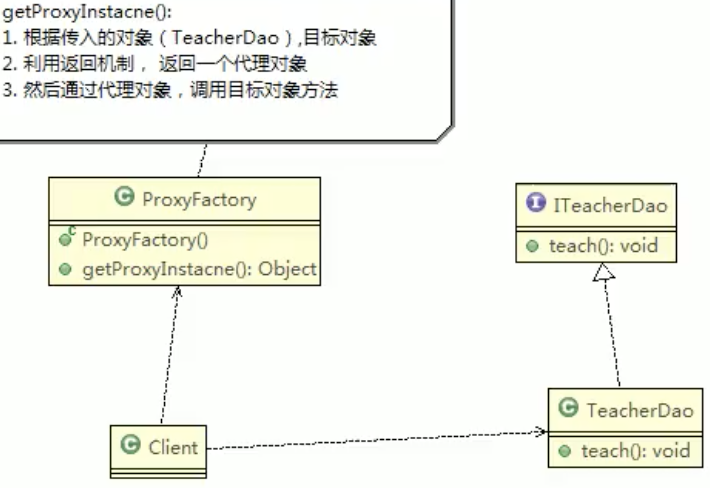 getProxyInstacne():
1. 根据传入的对象（TeacherDao）,目标对象
2. 利用返回机制， 返回一个代理对象
3. 然后通过代理对象，调用目标对象方法
C ProxyFactory
C ProxyFactory()
getProxyInstacne(): Object
I ITeacherDao
teach(): void
C Client
C TeacherDao
teach(): void